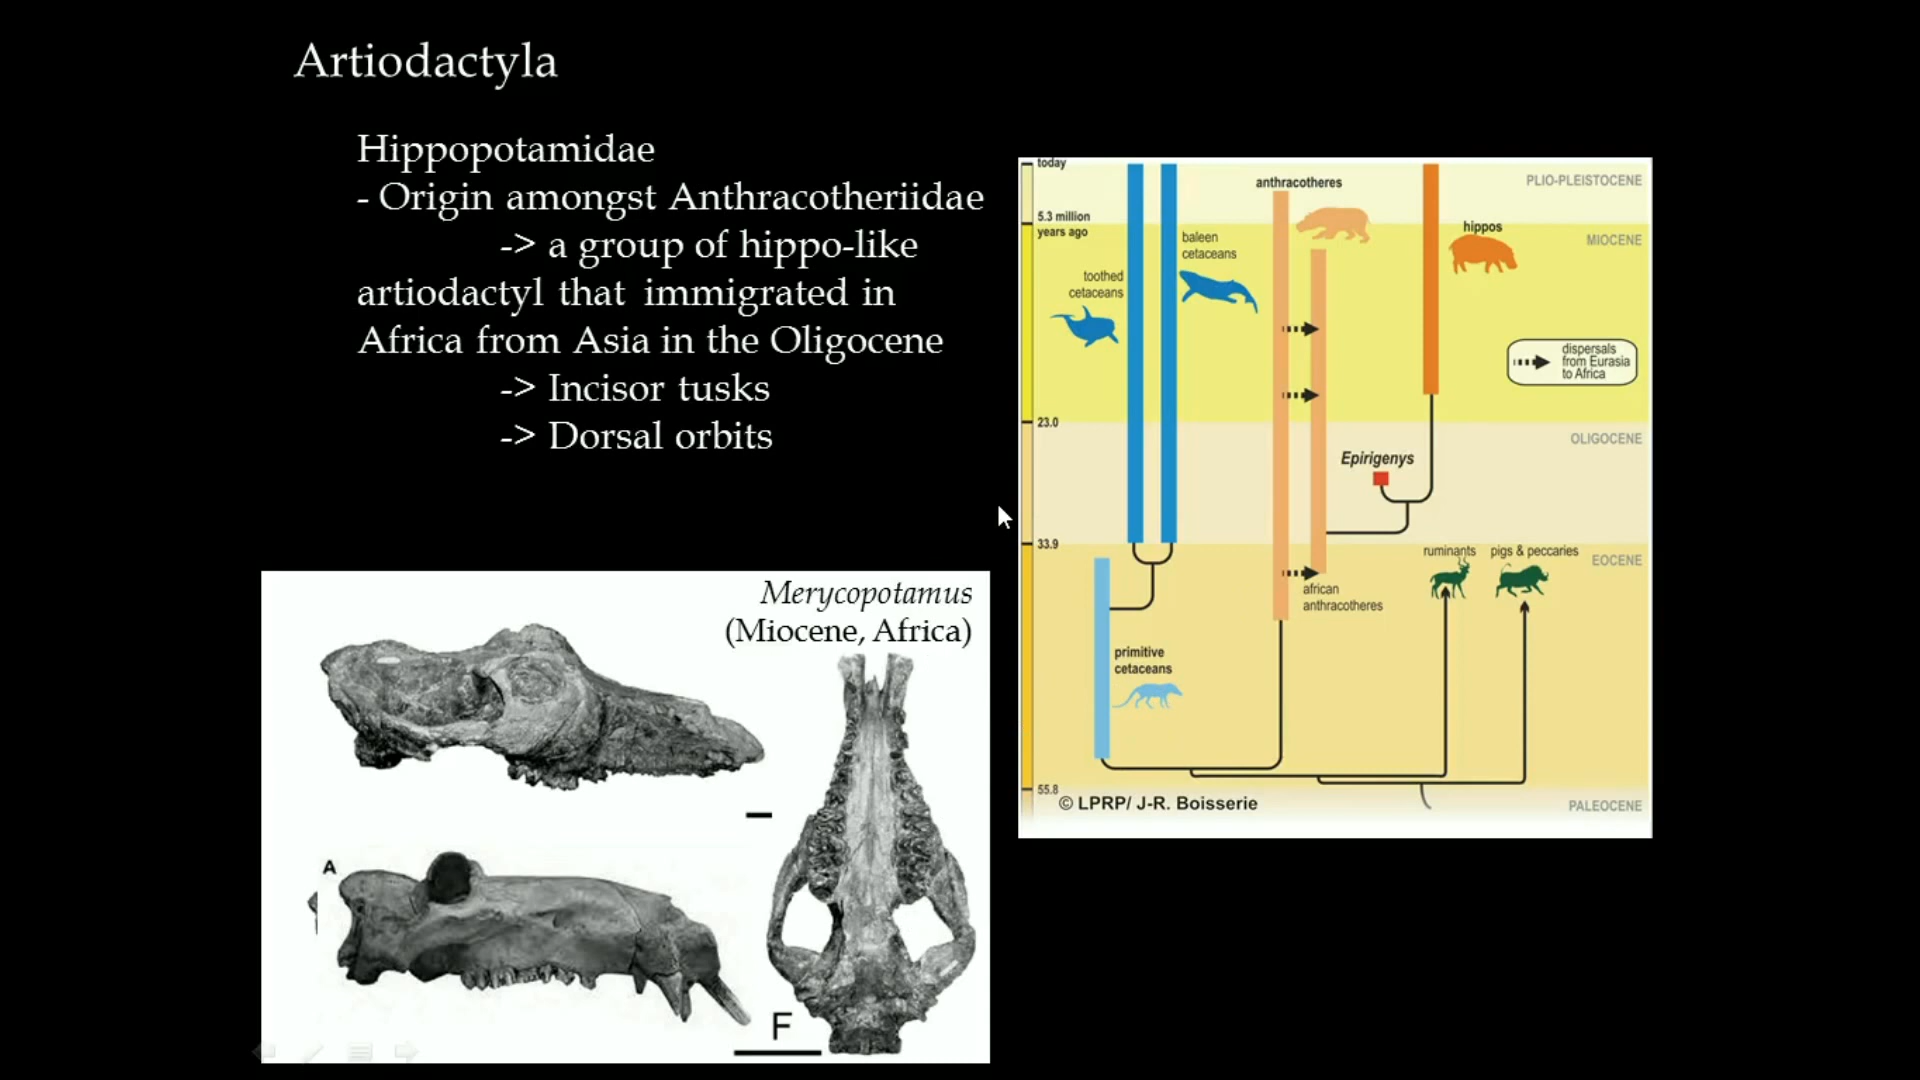 Artiodactyla
Hippopotamidae
- Origin amongst Anthracotheriidae
-> a group of hippo-like
artiodactyl that immigrated in
Africa from Asia in the Oligocene
-> Incisor tusks
-> Dorsal orbits
Merycopotamus
(Miocene, Africa)
A
F
today
anthracotheres
PLIO-PLEISTOCENE
5.3 million
years ago
hippos
MIOCENE
baleen
cetaceans
toothed
cetaceans
dispersals
from Eurasia
to Africa
23.0
OLIGOCENE
Epirigenys
33.9
ruminants
pigs & peccaries
EOCENE
african
anthracotheres
primitive
cetaceans
55.8
© LPRP/ J-R. Boisserie
PALEOCENE